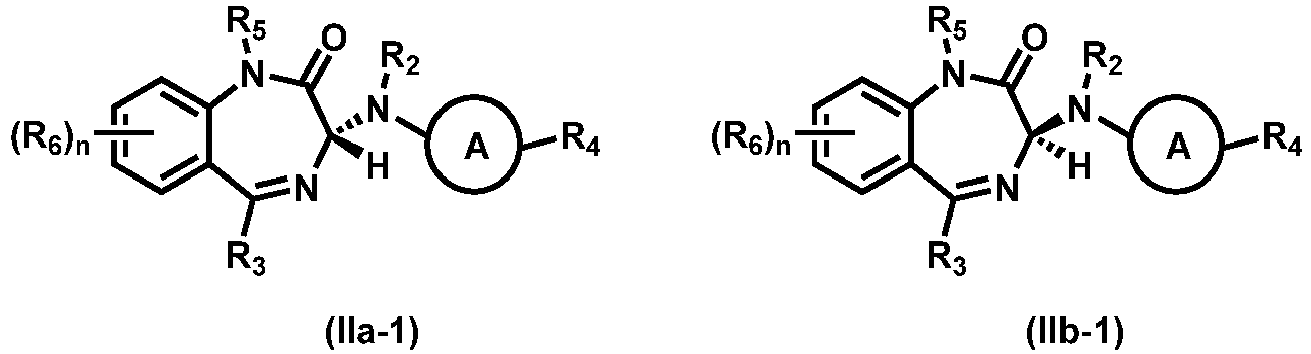 R5 O R5 O
N R2 N R2
N N
(R6)n A R4 (R6)n A R4
H H
N N
R3 R3
(IIa-1) (IIb-1)